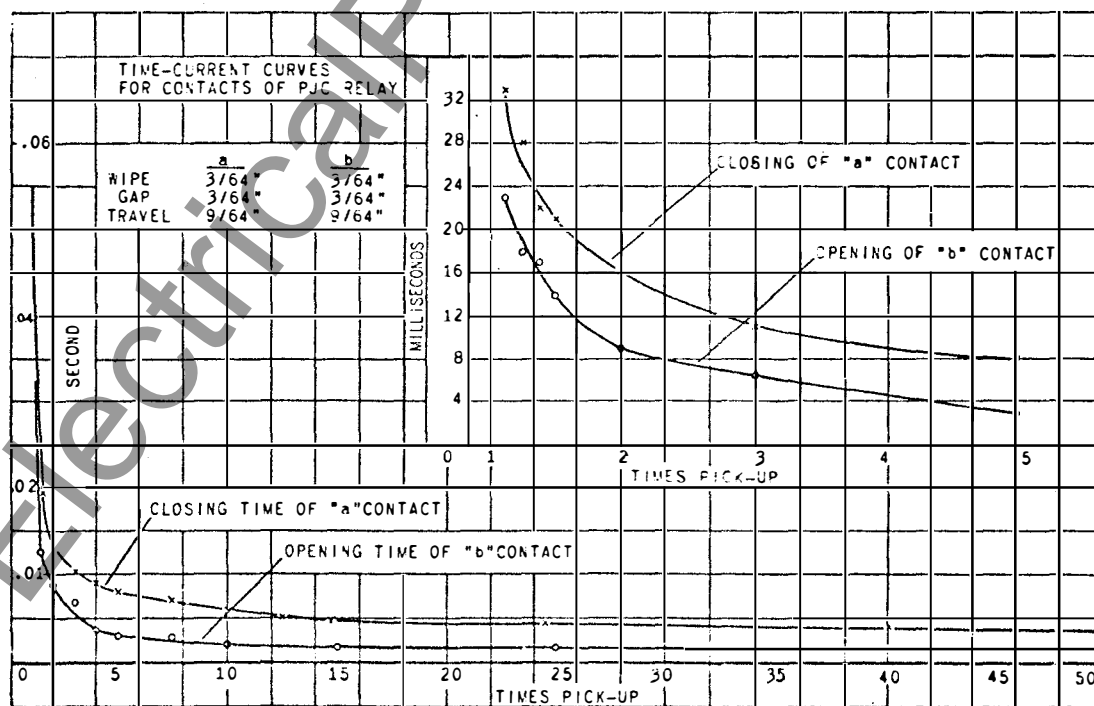 TIME-CURRENT CURVES
FOR CONTACTS OF PJC RELAY
a b
WIPE 3/64" 3/64"
GAP 3/64" 3/64"
TRAVEL 9/64" 9/64"
.06
.04
.02
.01
SECOND
MILLISECONDS
32
28
24
20
16
12
8
4
CLOSING OF "a" CONTACT
OPENING OF "b" CONTACT
0 1 2 3 4 5
TIMES PICK-UP
CLOSING TIME OF "a" CONTACT
OPENING TIME OF "b" CONTACT
0 5 10 15 20 25 30 35 40 45 50
TIMES PICK-UP